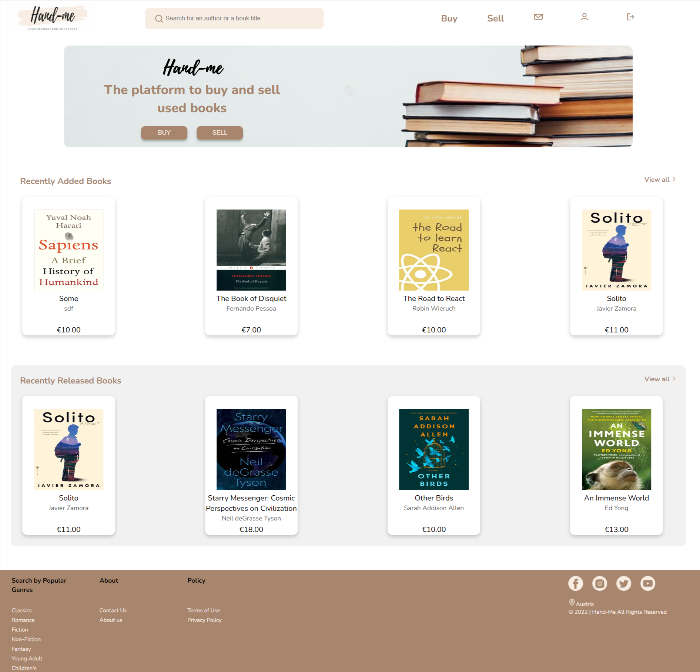 Hand-me
Search for an author or a book title
Buy
Sell
Hand-me
The platform to buy and sell
used books
BUY
SELL
Recently Added Books
View all
Yuval Noah
Harari
Sapiens
A Brief
History of
Humankind
Some
sdf
€10.00
The Book of Disquiet
Fernando Pessoa
€7.00
the Road
to learn
React
The Road to React
Robin Wieruch
€10.00
Solito
JAVIER ZAMORA
Solito
Javier Zamora
€11.00
Recently Released Books
View all
Solito
JAVIER ZAMORA
Solito
Javier Zamora
€11.00
Starry
Messenger
Cosmic Perspectives
on Civilization
Neil
deGrasse
Tyson
Starry Messenger: Cosmic
Perspectives on Civilization
Neil deGrasse Tyson
€18.00
SARAH
ADDISON
ALLEN
OTHER
BIRDS
Other Birds
Sarah Addison Allen
€10.00
AN
IMMENSE
WORLD
ED YONG
An Immense World
Ed Yong
€13.00
Search by Popular
Genres
Classics
Romance
Fiction
Non-Fiction
Fantasy
Young Adult
Children's
About
Contact Us
About us
Policy
Terms of Use
Privacy Policy
Austria
© 2022 | Hand-Me All Rights Reserved